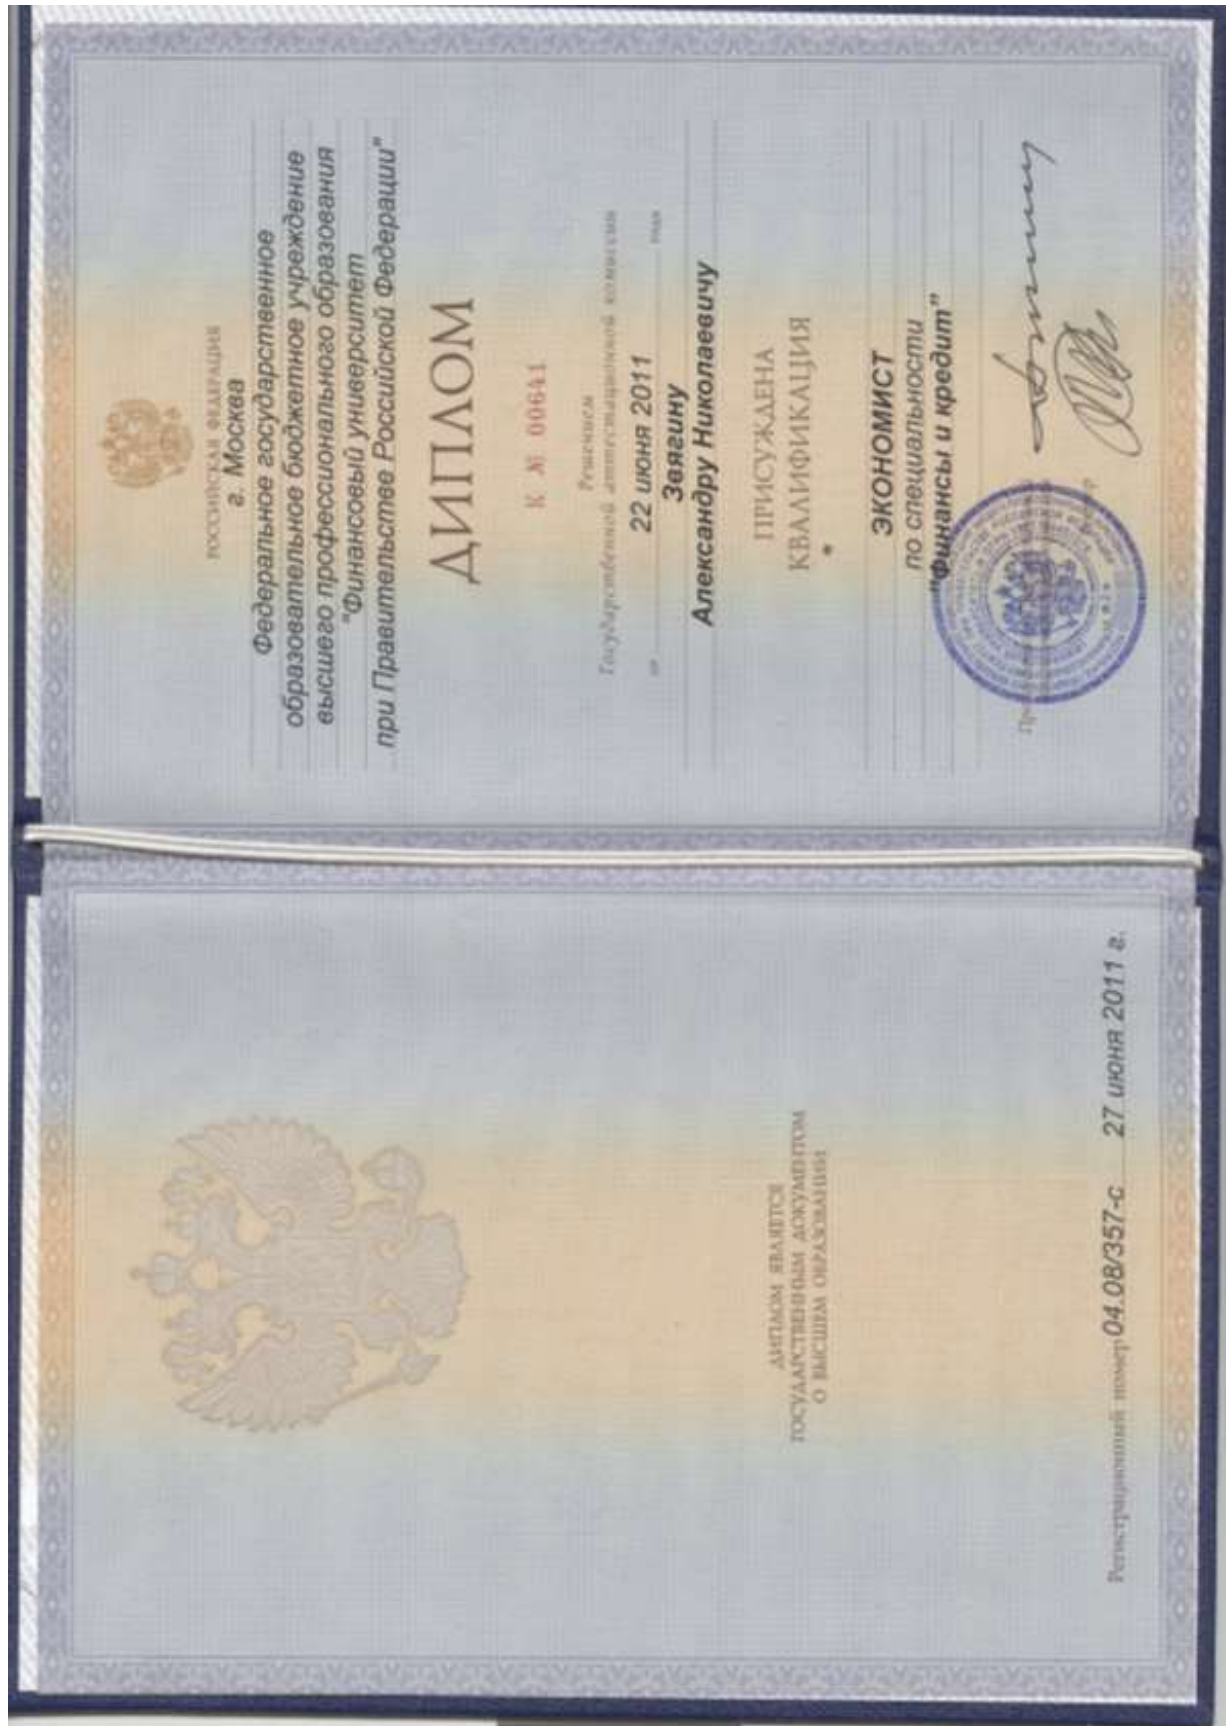 ДИПЛОМ ЯВЛЯЕТСЯ
ГОСУДАРСТВЕННЫМ ДОКУМЕНТОМ
О ВЫСШЕМ ОБРАЗОВАНИИ
Регистрационный номер 04.08/357-с 27 июня 2011 г.
РОССИЙСКАЯ ФЕДЕРАЦИЯ
г. Москва
Федеральное государственное
образовательное бюджетное учреждение
высшего профессионального образования
"Финансовый университет
при Правительстве Российской Федерации"
ДИПЛОМ
К № 00641
Решением
Государственной аттестационной комиссии
от 22 июня 2011 года
Звягину
Александру Николаевичу
ПРИСУЖДЕНА
КВАЛИФИКАЦИЯ
ЭКОНОМИСТ
по специальности
"Финансы и кредит"